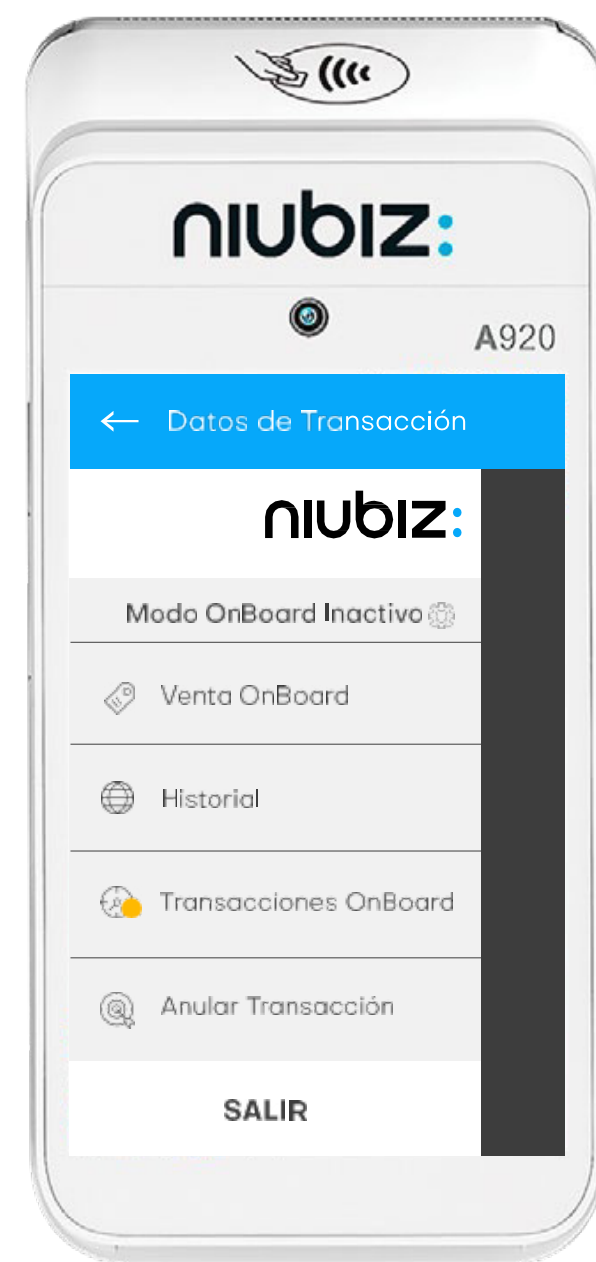 niubiz:
A920
← Datos de Transacción
niubiz:
Modo OnBoard Inactivo
Venta OnBoard
Historial
Transacciones OnBoard
Anular Transacción
SALIR